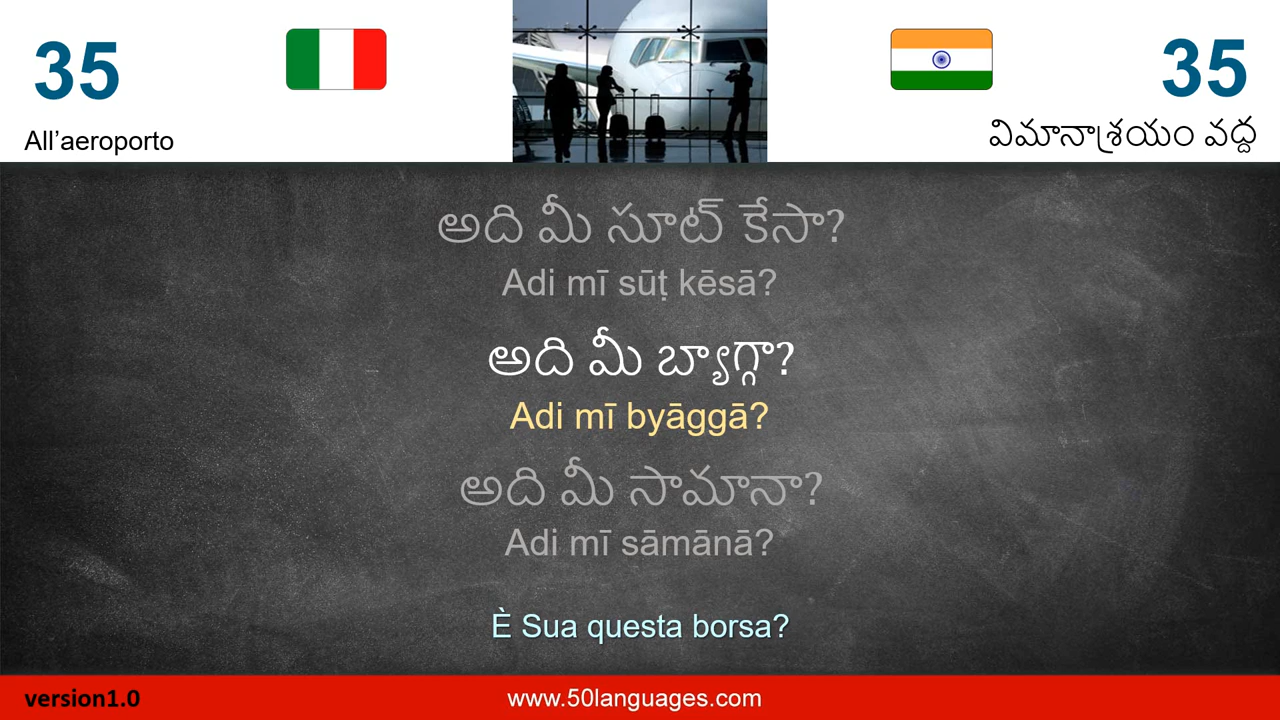 35
35
All’aeroporto
విమానాశ్రయం వద్ద
అది మీ సూట్ కేసా?
Adi mī sūṭ kēsā?
అది మీ బ్యాగ్గా?
Adi mī byāggā?
అది మీ సామానా?
Adi mī sāmānā?
È Sua questa borsa?
version1.0
www.50languages.com